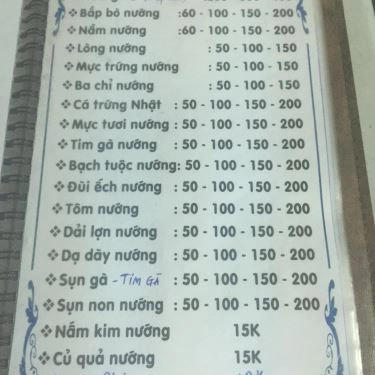 ❖ Bắp bò nướng :60 - 100 - 150 - 200
❖ Nầm nướng :60 - 100 - 150 - 200
❖ Lòng nướng : 50 - 100 - 150
❖ Mực trứng nướng : 50 - 100 - 150
❖ Ba chỉ nướng : 50 - 100 - 150
❖ Cá trứng Nhật : 50 - 100 - 150 - 200
❖ Mực tươi nướng : 50 - 100 - 150 - 200
❖ Tim gà nướng : 50 - 100 - 150 - 200
❖ Bạch tuộc nướng: 50 - 100 - 150 - 200
❖ Đùi ếch nướng : 50 - 100 - 150 - 200
❖ Tôm nướng : 50 - 100 - 150 - 200
❖ Dải lợn nướng : 50 - 100 - 150 - 200
❖ Dạ dày nướng : 50 - 100 - 150 - 200
❖ Sụn gà - TIM GÀ : 50 - 100 - 150 - 200
❖ Sụn non nướng : 50 - 100 - 150 - 200
❖ Nấm kim nướng 15K
❖ Củ quả nướng 15K